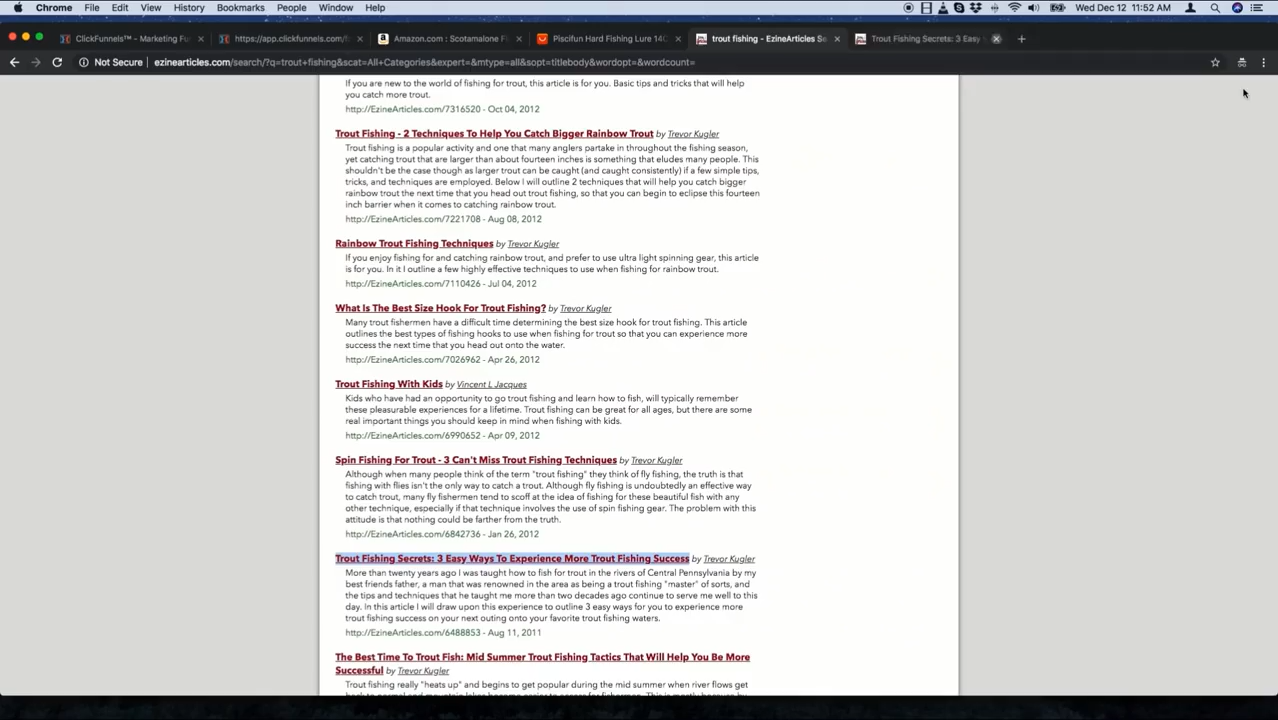 Chrome File Edit View History Bookmarks People Window Help Wed Dec 12 11:52 AM
ClickFunnels™ - Marketing Fu https://app.clickfunnels.com/f Amazon.com : Scotamalone F Piscifun Hard Fishing Lure 140 trout fishing - EzineArticles Se Trout Fishing Secrets: 3 Easy
Not Secure ezinearticles.com/search/?q=trout+fishing&scat=All+Categories&expert=&mtype=all&sopt=titlebody&wordopt=&wordcount=
If you are new to the world of fishing for trout, this article is for you. Basic tips and tricks that will help
you catch more trout.
http://EzineArticles.com/7316520 - Oct 04, 2012
Trout Fishing - 2 Techniques To Help You Catch Bigger Rainbow Trout by Trevor Kugler
Trout fishing is a popular activity and one that many anglers partake in throughout the fishing season,
yet catching trout that are larger than about fourteen inches is something that eludes many people. This
shouldn't be the case though as larger trout can be caught (and caught consistently) if a few simple tips,
tricks, and techniques are employed. Below I will outline 2 techniques that will help you catch bigger
rainbow trout the next time that you head out trout fishing, so that you can begin to eclipse this fourteen
inch barrier when it comes to catching rainbow trout.
http://EzineArticles.com/7221708 - Aug 08, 2012
Rainbow Trout Fishing Techniques by Trevor Kugler
If you enjoy fishing for and catching rainbow trout, and prefer to use ultra light spinning gear, this article
is for you. In it I outline a few highly effective techniques to use when fishing for rainbow trout.
http://EzineArticles.com/7110426 - Jul 04, 2012
What Is The Best Size Hook For Trout Fishing? by Trevor Kugler
Many trout fishermen have a difficult time determining the best size hook for trout fishing. This article
outlines the best types of fishing hooks to use when fishing for trout so that you can experience more
success the next time that you head out onto the water.
http://EzineArticles.com/7026962 - Apr 26, 2012
Trout Fishing With Kids by Vincent L Jacques
Kids who have had an opportunity to go trout fishing and learn how to fish, will typically remember
these pleasurable experiences for a lifetime. Trout fishing can be great for all ages, but there are some
real important things you should keep in mind when fishing with kids.
http://EzineArticles.com/6990652 - Apr 09, 2012
Spin Fishing For Trout - 3 Can't Miss Trout Fishing Techniques by Trevor Kugler
Although when many people think of the term "trout fishing" they think of fly fishing, the truth is that
fishing with flies isn't the only way to catch a trout. Although fly fishing is undoubtedly an effective way
to catch trout, many fly fishermen tend to scoff at the idea of fishing for these beautiful fish with any
other technique, especially if that technique involves the use of spin fishing gear. The problem with this
attitude is that nothing could be farther from the truth.
http://EzineArticles.com/6842736 - Jan 26, 2012
Trout Fishing Secrets: 3 Easy Ways To Experience More Trout Fishing Success by Trevor Kugler
More than twenty years ago I was taught how to fish for trout in the rivers of Central Pennsylvania by my
best friends father, a man that was renowned in the area as being a trout fishing "master" of sorts, and
the tips and techniques that he taught me more than two decades ago continue to serve me well to this
day. In this article I will draw upon this experience to outline 3 easy ways for you to experience more
trout fishing success on your next outing onto your favorite trout fishing waters.
http://EzineArticles.com/6488853 - Aug 11, 2011
The Best Time To Trout Fish: Mid Summer Trout Fishing Tactics That Will Help You Be More
Successful by Trevor Kugler
Trout fishing really "heats up" and begins to get popular during the mid summer when river flows get